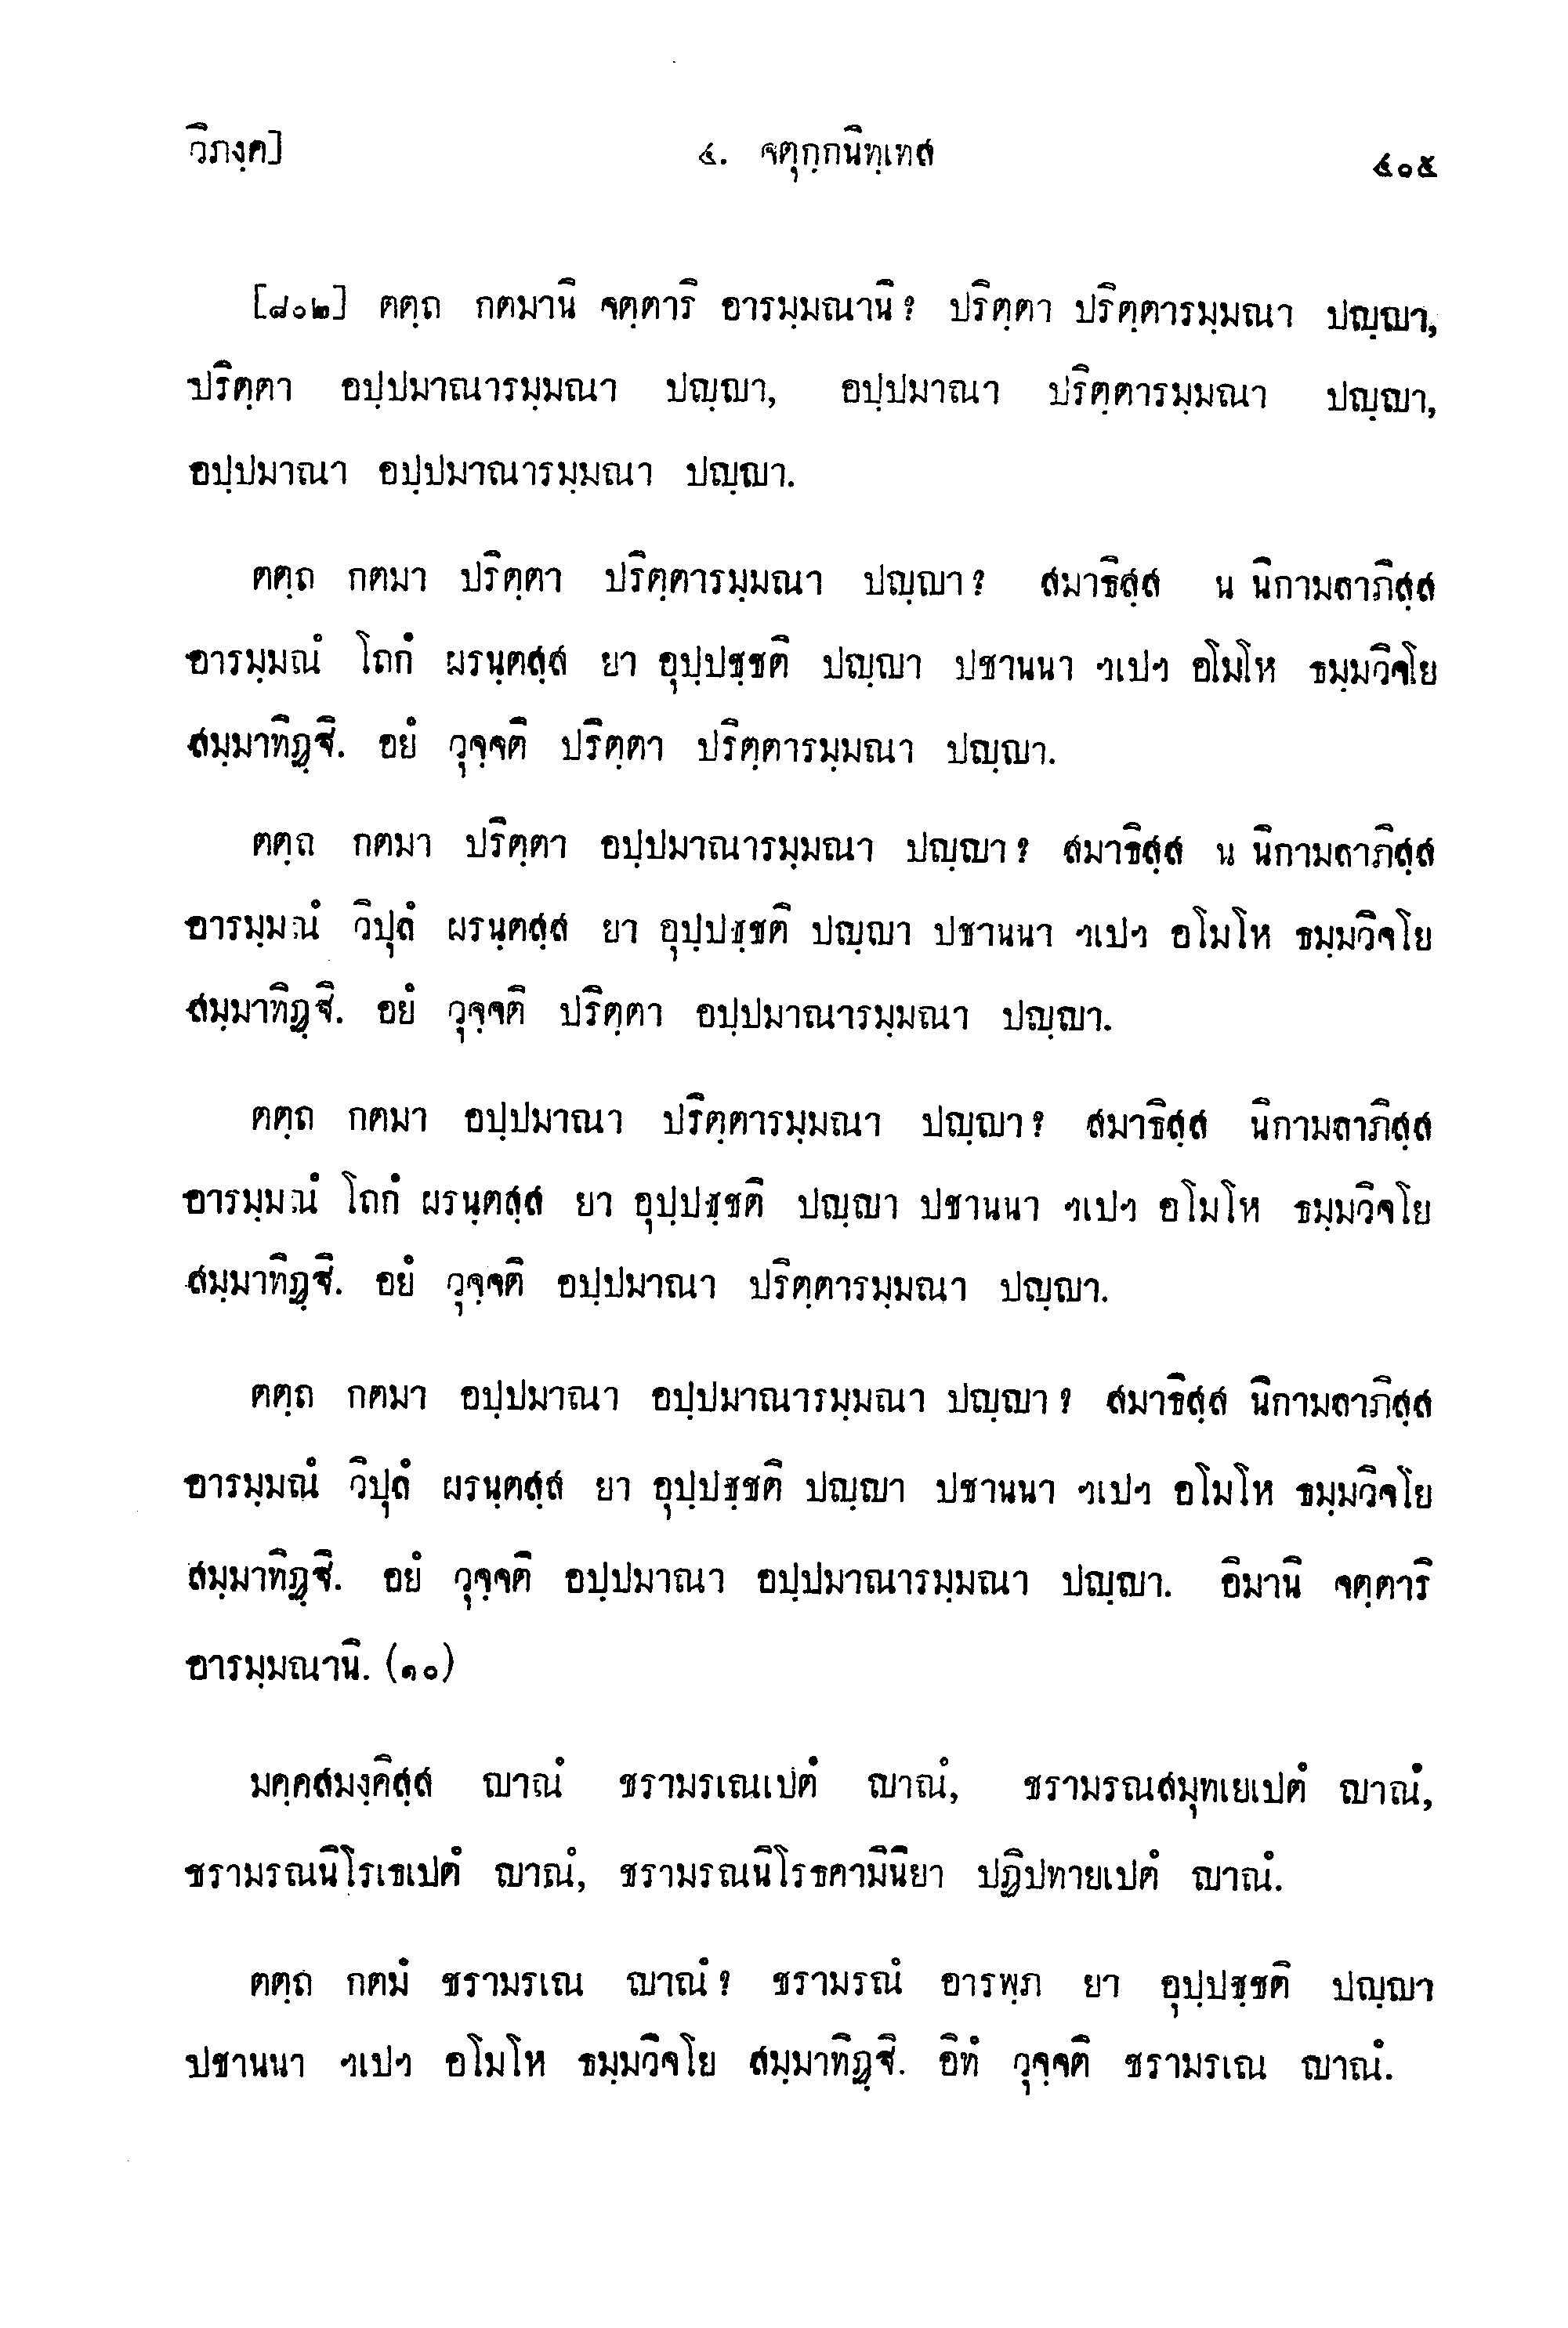 วิภงฺค]
๔. จตุกฺกนิทฺเทส
๔๐๕
[๘๐๒] ตตฺถ กตมานิ จตฺตาริ อารมฺมณานิ? ปริตฺตา ปริตฺตารมฺมณา ปญฺญา,
ปริตฺตา อปฺปมาณารมฺมณา ปญฺญา, อปฺปมาณา ปริตฺตารมฺมณา ปญฺญา,
อปฺปมาณา อปฺปมาณารมฺมณา ปญฺญา.
ตตฺถ กตมา ปริตฺตา ปริตฺตารมฺมณา ปญฺญา? สมาธิสฺส น นิกามลาภิสฺส
อารมฺมณํ โถกํ ผรนฺตสฺส ยา อุปฺปชฺชติ ปญฺญา ปชานนา ฯเปฯ อโมโห ธมฺมวิจโย
สมฺมาทิฏฺฐิ. อยํ วุจฺจติ ปริตฺตา ปริตฺตารมฺมณา ปญฺญา.
ตตฺถ กตมา ปริตฺตา อปฺปมาณารมฺมณา ปญฺญา? สมาธิสฺส น นิกามลาภิสฺส
อารมฺมณํ วิปุลํ ผรนฺตสฺส ยา อุปฺปชฺชติ ปญฺญา ปชานนา ฯเปฯ อโมโห ธมฺมวิจโย
สมฺมาทิฏฺฐิ. อยํ วุจฺจติ ปริตฺตา อปฺปมาณารมฺมณา ปญฺญา.
ตตฺถ กตมา อปฺปมาณา ปริตฺตารมฺมณา ปญฺญา? สมาธิสฺส นิกามลาภิสฺส
อารมฺมณํ โถกํ ผรนฺตสฺส ยา อุปฺปชฺชติ ปญฺญา ปชานนา ฯเปฯ อโมโห ธมฺมวิจโย
สมฺมาทิฏฺฐิ. อยํ วุจฺจติ อปฺปมาณา ปริตฺตารมฺมณา ปญฺญา.
ตตฺถ กตมา อปฺปมาณา อปฺปมาณารมฺมณา ปญฺญา? สมาธิสฺส นิกามลาภิสฺส
อารมฺมณํ วิปุลํ ผรนฺตสฺส ยา อุปฺปชฺชติ ปญฺญา ปชานนา ฯเปฯ อโมโห ธมฺมวิจโย
สมฺมาทิฏฺฐิ. อยํ วุจฺจติ อปฺปมาณา อปฺปมาณารมฺมณา ปญฺญา. อิมานิ จตฺตาริ
อารมฺมณานิ. (๑๐)
มคฺคสมงฺคิสฺส ญาณํ ชรามรเณเปตํ ญาณํ, ชรามรณสมุทเยเปตํ ญาณํ,
ชรามรณนิโรเธเปตํ ญาณํ, ชรามรณนิโรธคามินิยา ปฏิปทายเปตํ ญาณํ.
ตตฺถ กตมํ ชรามรเณ ญาณํ? ชรามรณํ อารพฺภ ยา อุปฺปชฺชติ ปญฺญา
ปชานนา ฯเปฯ อโมโห ธมฺมวิจโย สมฺมาทิฏฺฐิ. อิทํ วุจฺจติ ชรามรเณ ญาณํ.